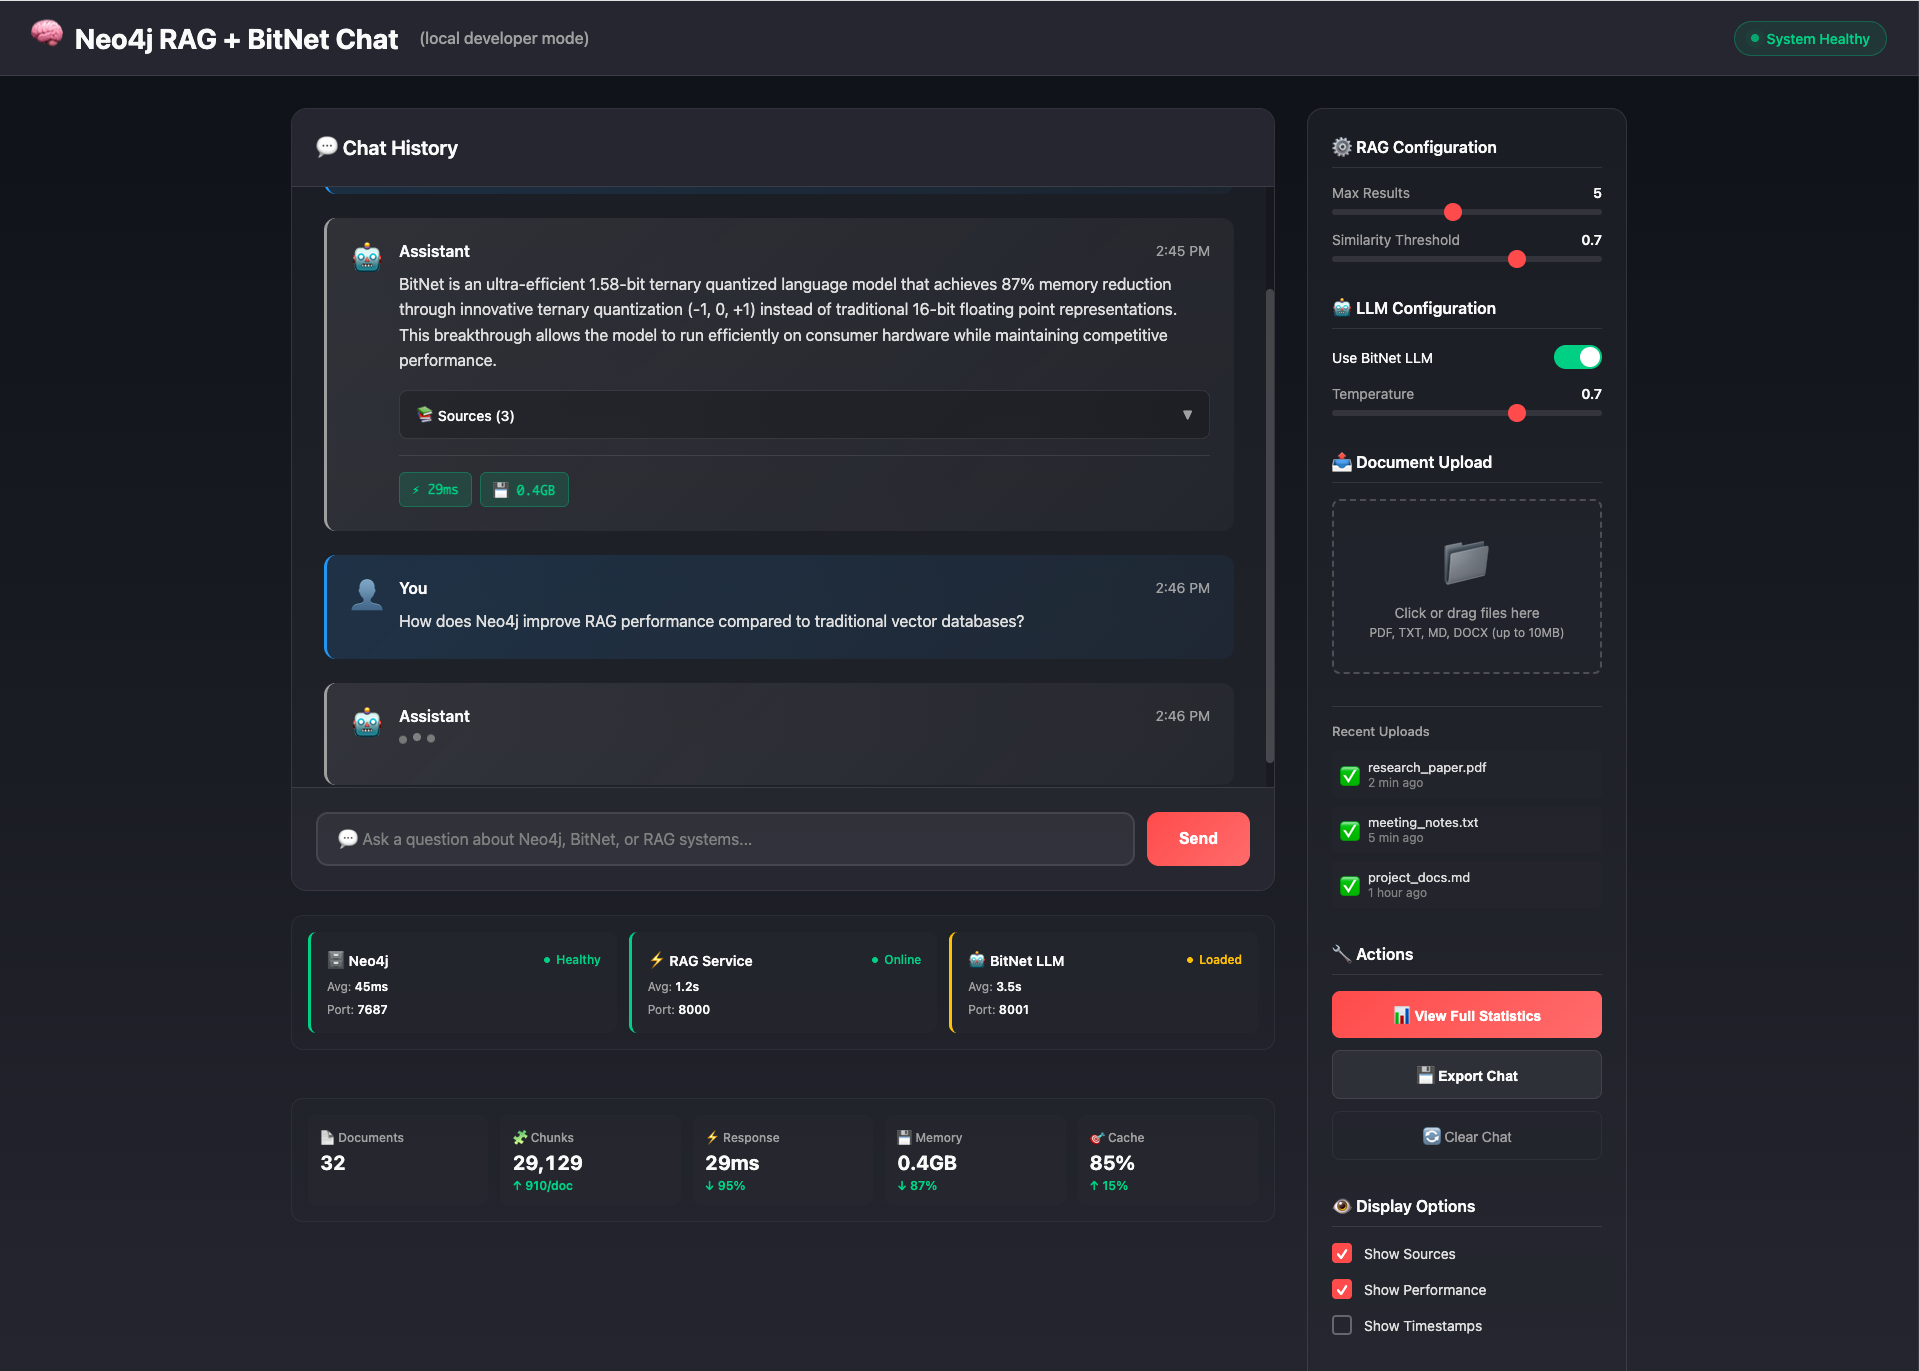 Neo4j RAG + BitNet Chat (local developer mode)
System Healthy
Chat History
Assistant
2:45 PM
BitNet is an ultra-efficient 1.58-bit ternary quantized language model that achieves 87% memory reduction
through innovative ternary quantization (-1, 0, +1) instead of traditional 16-bit floating point representations.
This breakthrough allows the model to run efficiently on consumer hardware while maintaining competitive
performance.
Sources (3)
29ms
0.4GB
You
2:46 PM
How does Neo4j improve RAG performance compared to traditional vector databases?
Assistant
2:46 PM
Ask a question about Neo4j, BitNet, or RAG systems...
Send
Neo4j
Healthy
Avg: 45ms
Port: 7687
RAG Service
Online
Avg: 1.2s
Port: 8000
BitNet LLM
Loaded
Avg: 3.5s
Port: 8001
Documents
32
Chunks
29,129
↑ 910/doc
Response
29ms
↓ 95%
Memory
0.4GB
↓ 87%
Cache
85%
↑ 15%
RAG Configuration
Max Results
5
Similarity Threshold
0.7
LLM Configuration
Use BitNet LLM
Temperature
0.7
Document Upload
Click or drag files here
PDF, TXT, MD, DOCX (up to 10MB)
Recent Uploads
research_paper.pdf
2 min ago
meeting_notes.txt
5 min ago
project_docs.md
1 hour ago
Actions
View Full Statistics
Export Chat
Clear Chat
Display Options
Show Sources
Show Performance
Show Timestamps